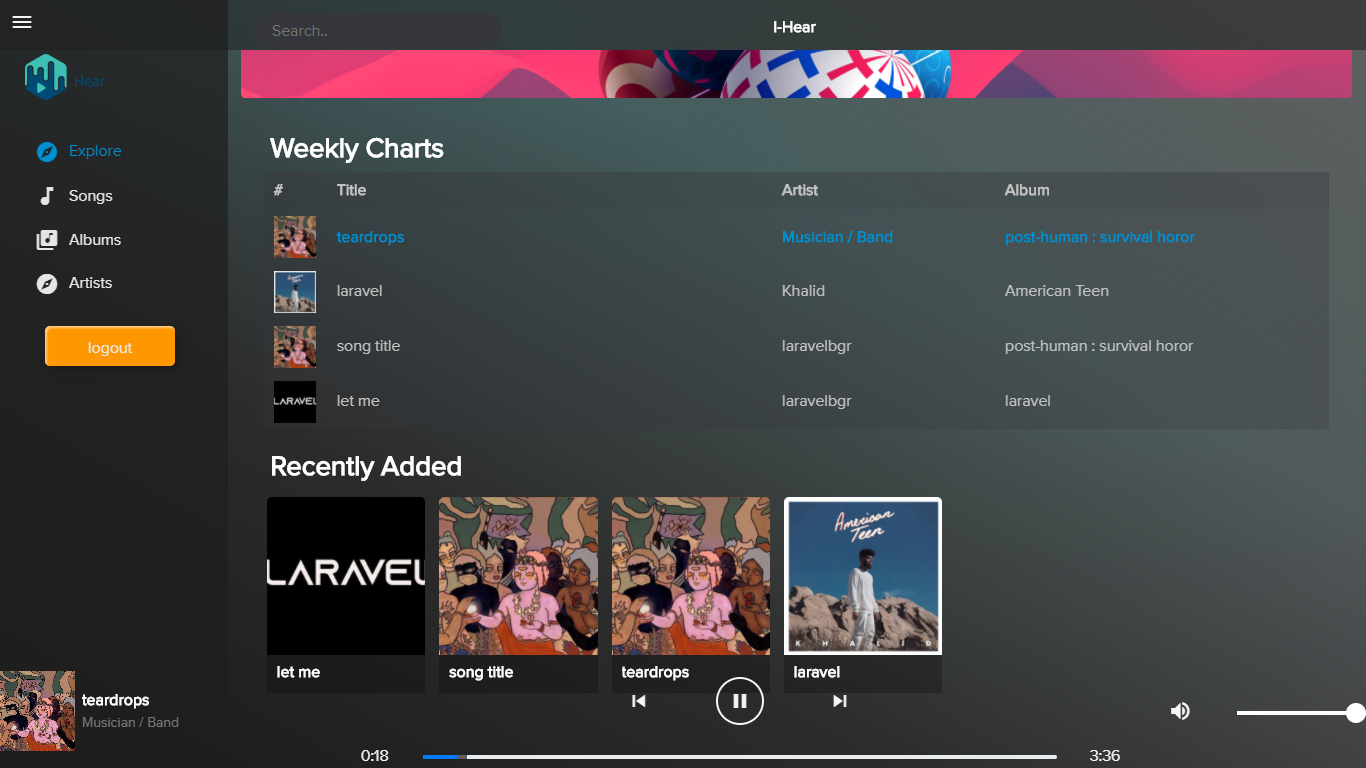 Search..
I-Hear
Hear
Explore
Songs
Albums
Artists
logout
Weekly Charts
# Title Artist Album
teardrops Musician / Band post-human : survival horor
laravel Khalid American Teen
song title laravelbgr post-human : survival horor
LARAVEL let me laravelbgr laravel
Recently Added
LARAVEL
American
Teen
KHALID
let me
song title
teardrops
laravel
teardrops
Musician / Band
0:18
3:36